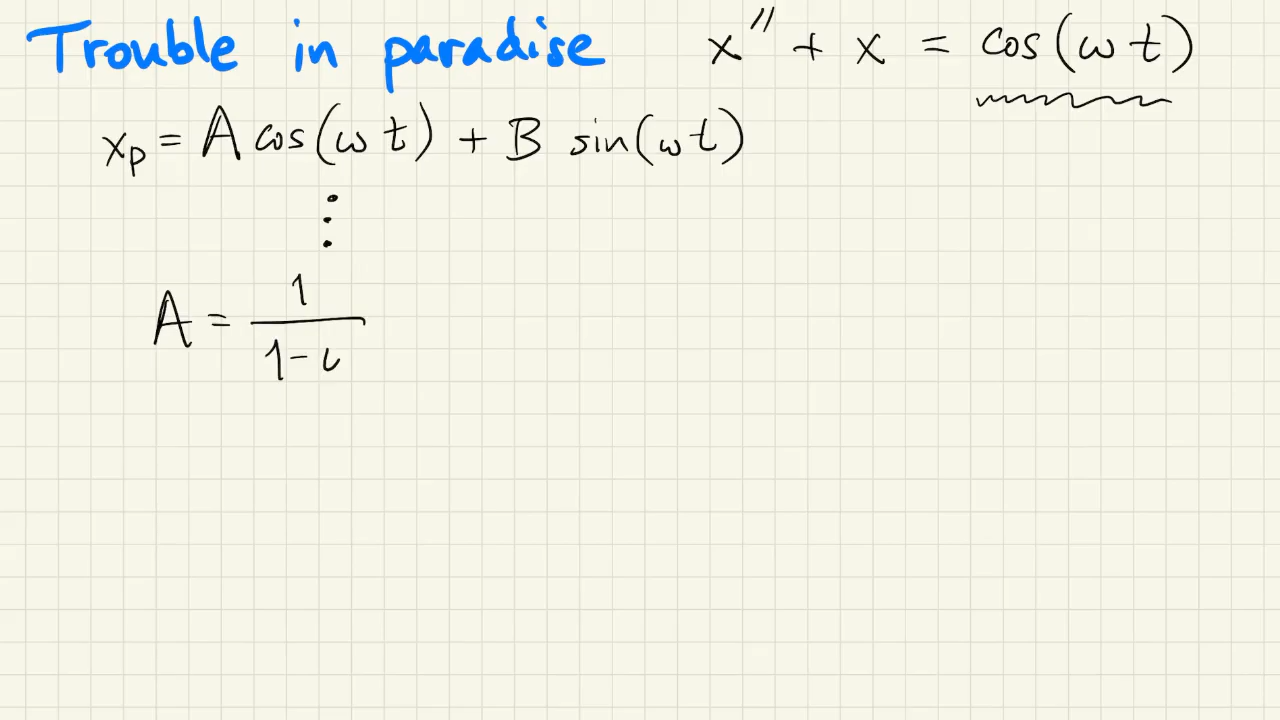 Trouble in paradise x'' + x = cos(ωt)
x_p = A cos(ωt) + B sin(ωt)
⋮
A = 1/(1-